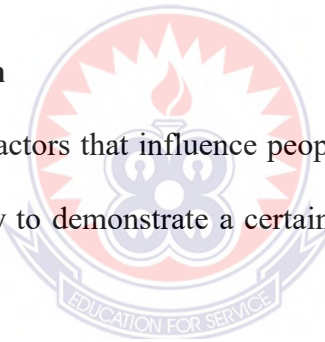 actors that influence peop
to demonstrate a certain
EDUCATION FOR SERVICE